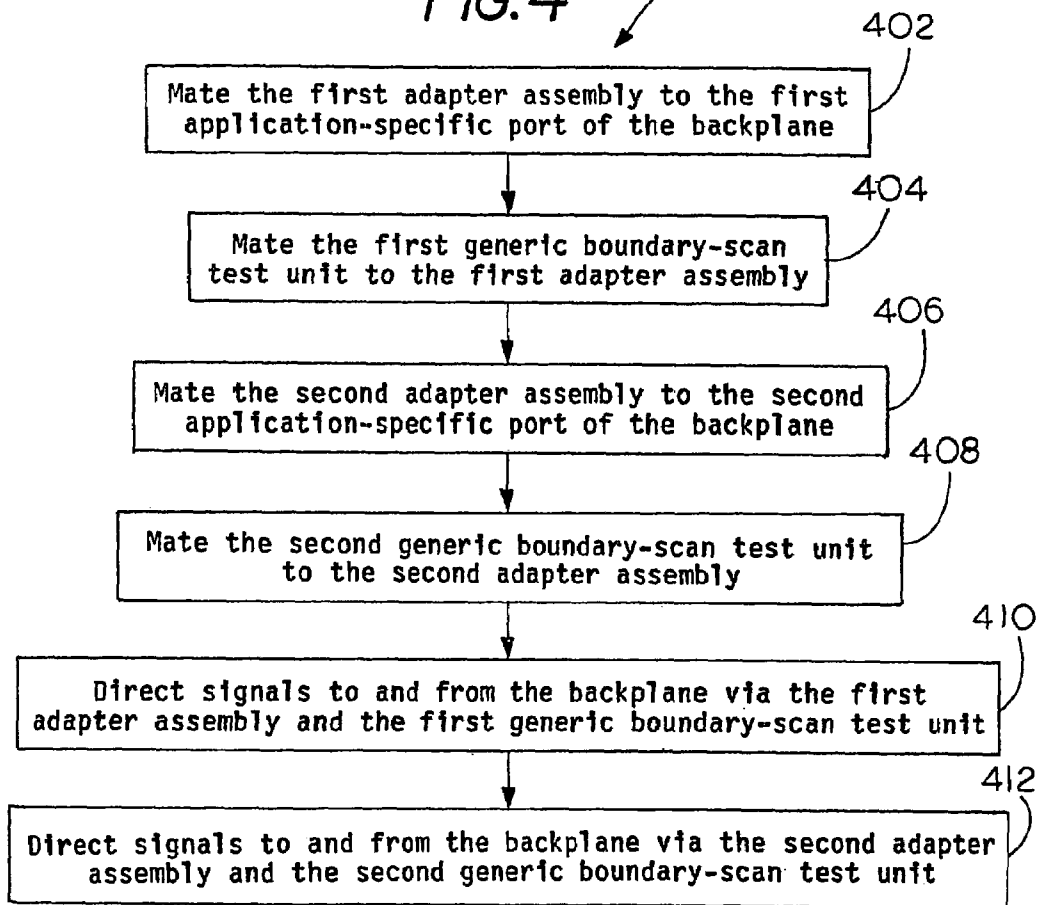 FIG.4
402
Mate the first adapter assembly to the first
application-specific port of the backplane
404
Mate the first generic boundary-scan
test unit to the first adapter assembly
406
Mate the second adapter assembly to the second
application-specific port of the backplane
408
Mate the second generic boundary-scan test unit
to the second adapter assembly
410
Direct signals to and from the backplane via the first
adapter assembly and the first generic boundary-scan test unit
412
Direct signals to and from the backplane via the second adapter
assembly and the second generic boundary-scan test unit